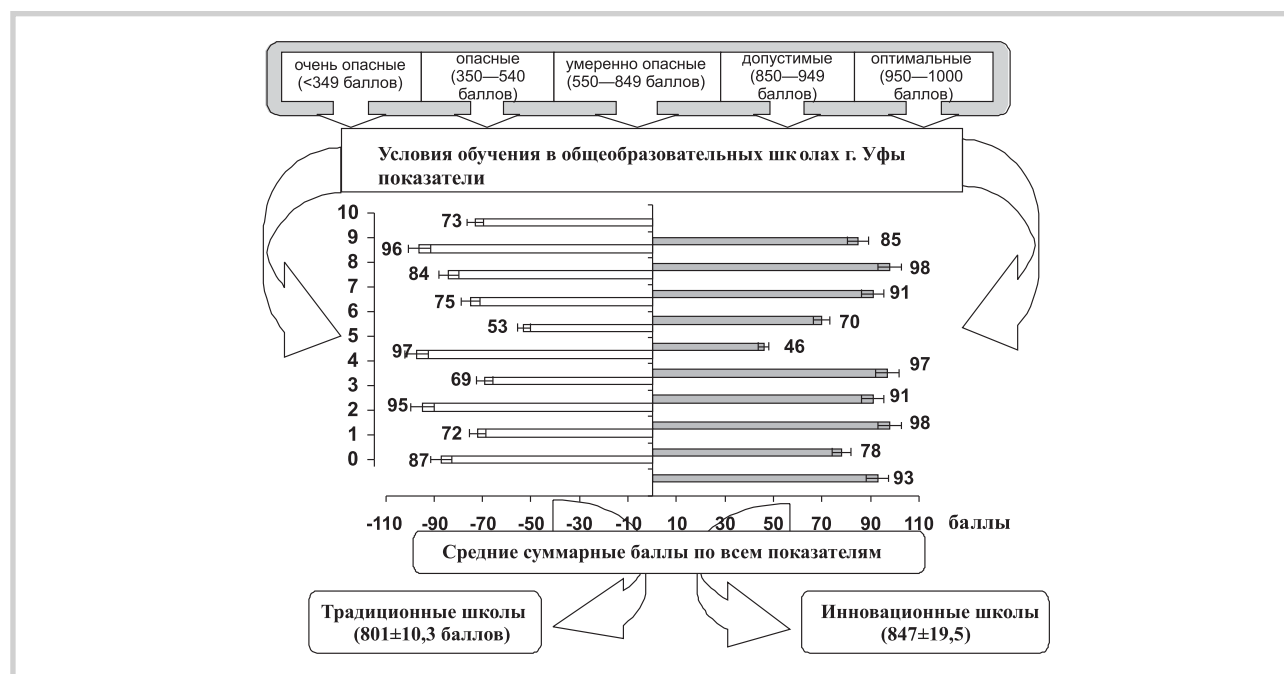 очень опасные
(<349 баллов)
опасные
(350—540
баллов)
умеренно опасные
(550—849 баллов)
допустимые
(850—949
баллов)
оптимальные
(950—1000
баллов)
Условия обучения в общеобразовательных школах г. Уфы
показатели
10
9
8
7
6
5
4
3
2
1
0
73
96
84
75
53
97
69
95
72
87
85
98
91
70
46
97
91
98
78
93
-110 -90 -70 -50 -30 -10 10 30 50 70 90 110 баллы
Средние суммарные баллы по всем показателям
Традиционные школы
(801±10,3 баллов)
Инновационные школы
(847±19,5)